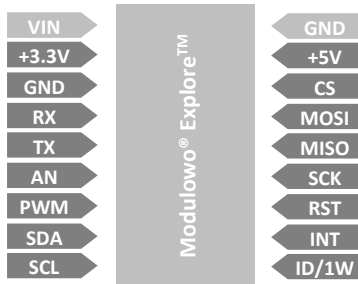 VIN
+3.3V
GND
RX
TX
AN
PWM
SDA
SCL
Modulowo® Explore™
GND
+5V
CS
MOSI
MISO
SCK
RST
INT
ID/1W